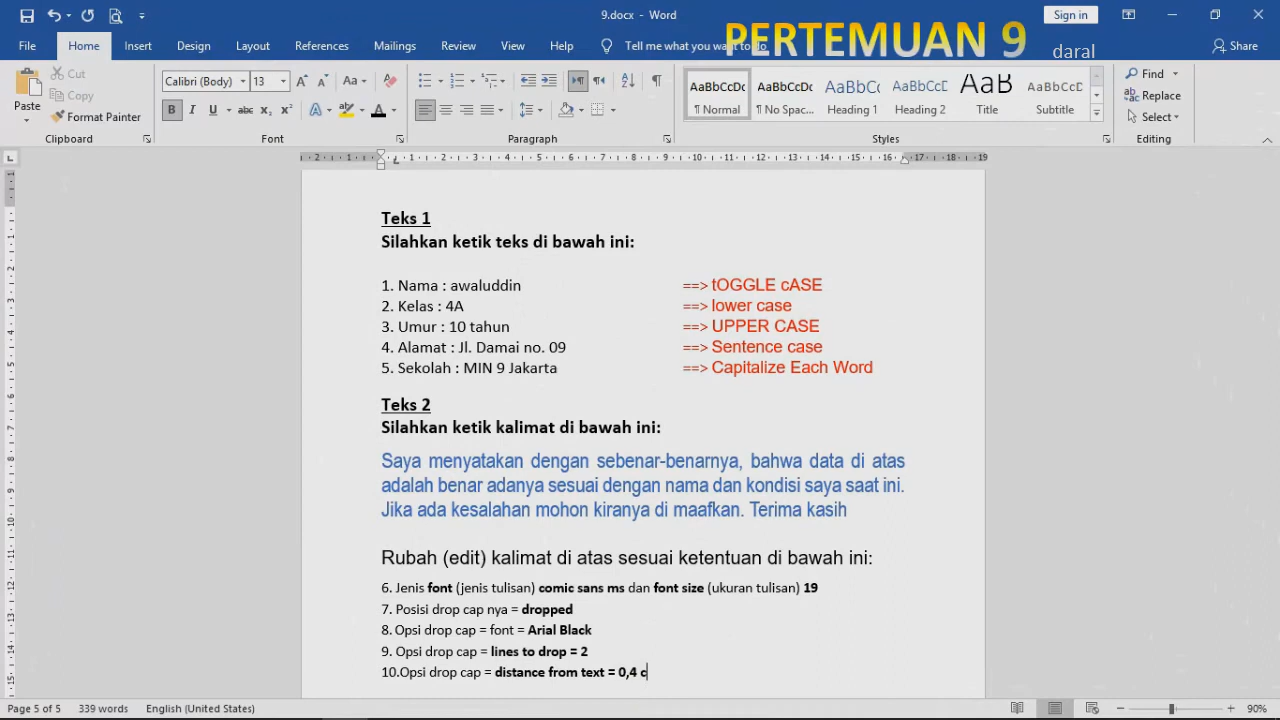 9.docx - Word
Sign in
PERTEMUAN 9
daral
File Home Insert Design Layout References Mailings Review View Help Tell me what you want to do Share
Paste
Cut
Copy
Format Painter
Calibri (Body) 13
Find
Replace
Select
AaBbCcDc AaBbCcDc AaBbCcD AaBbCcD AaB AaBbCcD
¶ Normal ¶ No Spac... Heading 1 Heading 2 Title Subtitle
Clipboard Font Paragraph Styles Editing
Teks 1
Silahkan ketik teks di bawah ini:
1. Nama : awaluddin ==> tOGGLE cASE
2. Kelas : 4A ==> lower case
3. Umur : 10 tahun ==> UPPER CASE
4. Alamat : Jl. Damai no. 09 ==> Sentence case
5. Sekolah : MIN 9 Jakarta ==> Capitalize Each Word
Teks 2
Silahkan ketik kalimat di bawah ini:
Saya menyatakan dengan sebenar-benarnya, bahwa data di atas
adalah benar adanya sesuai dengan nama dan kondisi saya saat ini.
Jika ada kesalahan mohon kiranya di maafkan. Terima kasih
Rubah (edit) kalimat di atas sesuai ketentuan di bawah ini:
6. Jenis font (jenis tulisan) comic sans ms dan font size (ukuran tulisan) 19
7. Posisi drop cap nya = dropped
8. Opsi drop cap = font = Arial Black
9. Opsi drop cap = lines to drop = 2
10.Opsi drop cap = distance from text = 0,4 c
Page 5 of 5 339 words English (United States) 90%